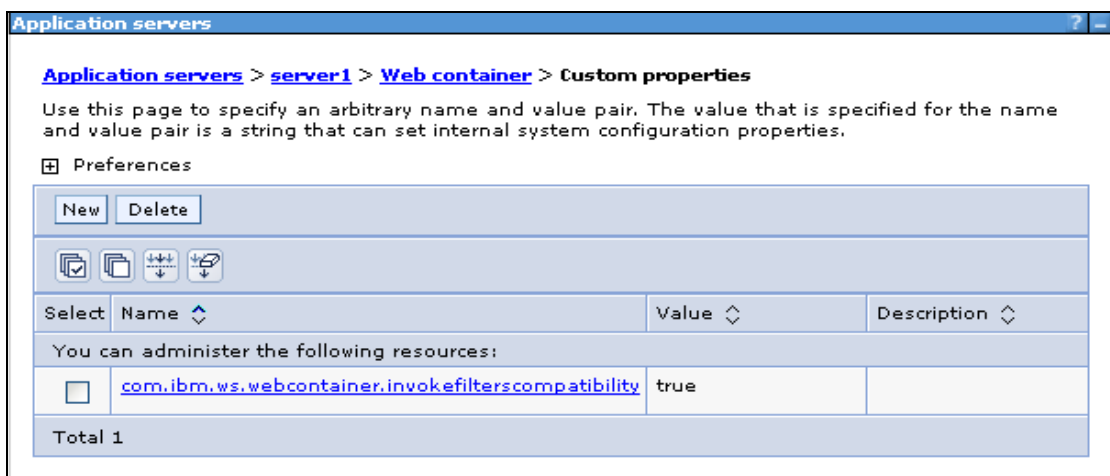 Application servers ? –
Application servers > server1 > Web container > Custom properties
Use this page to specify an arbitrary name and value pair. The value that is specified for the name
and value pair is a string that can set internal system configuration properties.
Preferences
New Delete
Select Name Value Description
You can administer the following resources:
com.ibm.ws.webcontainer.invokefilterscompatibility true
Total 1